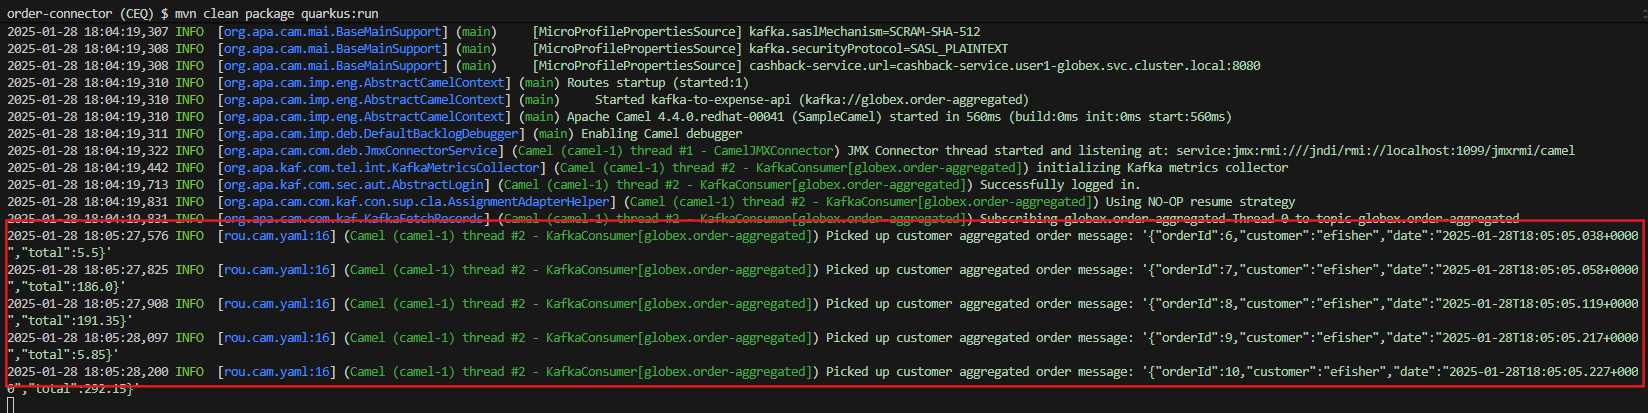 order-connector (CEQ) $ mvn clean package quarkus:run
2025-01-28 18:04:19,307 INFO  [org.apa.cam.mai.BaseMainSupport] (main)     [MicroProfilePropertiesSource] kafka.saslMechanism=SCRAM-SHA-512
2025-01-28 18:04:19,308 INFO  [org.apa.cam.mai.BaseMainSupport] (main)     [MicroProfilePropertiesSource] kafka.securityProtocol=SASL_PLAINTEXT
2025-01-28 18:04:19,308 INFO  [org.apa.cam.mai.BaseMainSupport] (main)     [MicroProfilePropertiesSource] cashback-service.url=cashback-service.user1-globex.svc.cluster.local:8080
2025-01-28 18:04:19,310 INFO  [org.apa.cam.imp.eng.AbstractCamelContext] (main) Routes startup (started:1)
2025-01-28 18:04:19,310 INFO  [org.apa.cam.imp.eng.AbstractCamelContext] (main)     Started kafka-to-expense-api (kafka://globex.order-aggregated)
2025-01-28 18:04:19,310 INFO  [org.apa.cam.imp.eng.AbstractCamelContext] (main) Apache Camel 4.4.0.redhat-00041 (SampleCamel) started in 560ms (build:0ms init:0ms start:560ms)
2025-01-28 18:04:19,311 INFO  [org.apa.cam.imp.deb.DefaultBacklogDebugger] (main) Enabling Camel debugger
2025-01-28 18:04:19,322 INFO  [org.apa.cam.com.deb.JmxConnectorService] (Camel (camel-1) thread #1 - CamelJMXConnector) JMX Connector thread started and listening at: service:jmx:rmi:///jndi/rmi://localhost:1099/jmxrmi/camel
2025-01-28 18:04:19,442 INFO  [org.apa.kaf.com.tel.int.KafkaMetricsCollector] (Camel (camel-1) thread #2 - KafkaConsumer[globex.order-aggregated]) initializing Kafka metrics collector
2025-01-28 18:04:19,713 INFO  [org.apa.kaf.com.sec.aut.AbstractLogin] (Camel (camel-1) thread #2 - KafkaConsumer[globex.order-aggregated]) Successfully logged in.
2025-01-28 18:04:19,831 INFO  [org.apa.cam.com.kaf.con.sup.cla.AssignmentAdapterHelper] (Camel (camel-1) thread #2 - KafkaConsumer[globex.order-aggregated]) Using NO-OP resume strategy
2025-01-28 18:04:19,831 INFO  [org.apa.cam.com.kaf.KafkaFetchRecords] (Camel (camel-1) thread #2 - KafkaConsumer[globex.order-aggregated]) Subscribing globex.order-aggregated-Thread 0 to topic globex.order-aggregated
2025-01-28 18:05:27,576 INFO  [rou.cam.yaml:16] (Camel (camel-1) thread #2 - KafkaConsumer[globex.order-aggregated]) Picked up customer aggregated order message: '{"orderId":6,"customer":"efisher","date":"2025-01-28T18:05:05.038+0000
","total":5.5}'
2025-01-28 18:05:27,825 INFO  [rou.cam.yaml:16] (Camel (camel-1) thread #2 - KafkaConsumer[globex.order-aggregated]) Picked up customer aggregated order message: '{"orderId":7,"customer":"efisher","date":"2025-01-28T18:05:05.058+0000
","total":186.0}'
2025-01-28 18:05:27,908 INFO  [rou.cam.yaml:16] (Camel (camel-1) thread #2 - KafkaConsumer[globex.order-aggregated]) Picked up customer aggregated order message: '{"orderId":8,"customer":"efisher","date":"2025-01-28T18:05:05.119+0000
","total":191.35}'
2025-01-28 18:05:28,097 INFO  [rou.cam.yaml:16] (Camel (camel-1) thread #2 - KafkaConsumer[globex.order-aggregated]) Picked up customer aggregated order message: '{"orderId":9,"customer":"efisher","date":"2025-01-28T18:05:05.217+0000
","total":5.85}'
2025-01-28 18:05:28,200 INFO  [rou.cam.yaml:16] (Camel (camel-1) thread #2 - KafkaConsumer[globex.order-aggregated]) Picked up customer aggregated order message: '{"orderId":10,"customer":"efisher","date":"2025-01-28T18:05:05.227+000
0","total":292.15}'